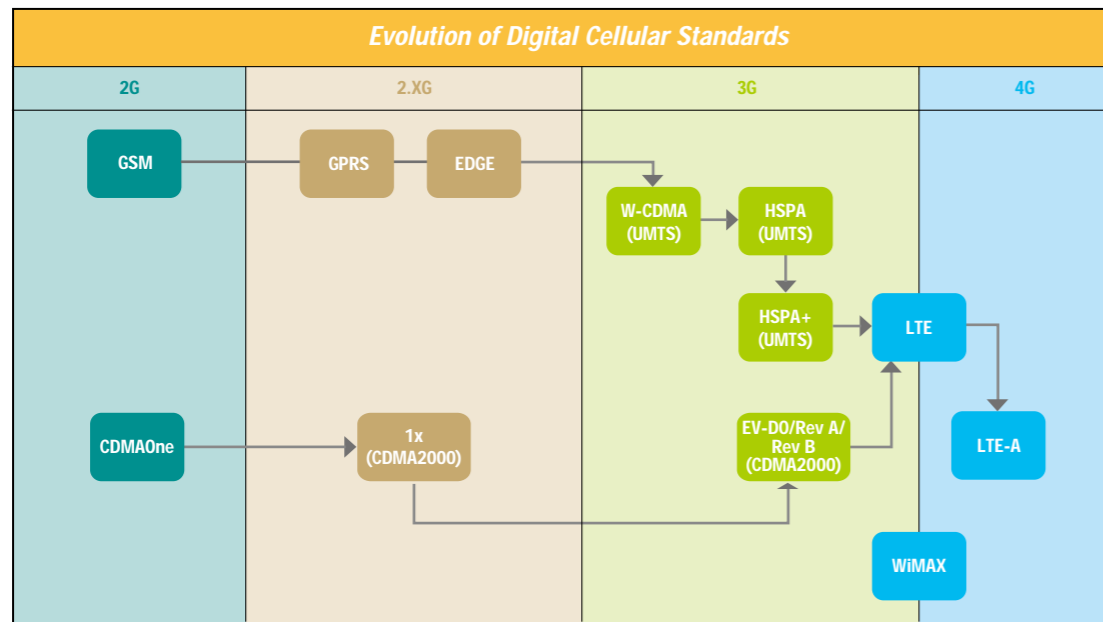 Evolution of Digital Cellular Standards
2G
2.XG
3G
4G
GSM
GPRS
EDGE
W-CDMA
(UMTS)
HSPA
(UMTS)
HSPA+
(UMTS)
LTE
CDMAOne
1x
(CDMA2000)
EV-DO/Rev A/
Rev B
(CDMA2000)
LTE-A
WiMAX